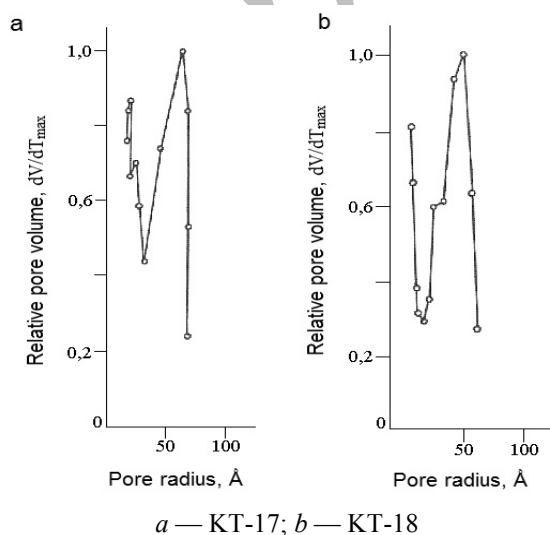 a
Relative pore volume, dV/dTmax
1,0
0,6
0,2
0
50
100
Pore radius, Å
b
Relative pore volume, dV/dTmax
1,0
0,6
0,2
0
50
100
Pore radius, Å
a — KT-17; b — KT-18